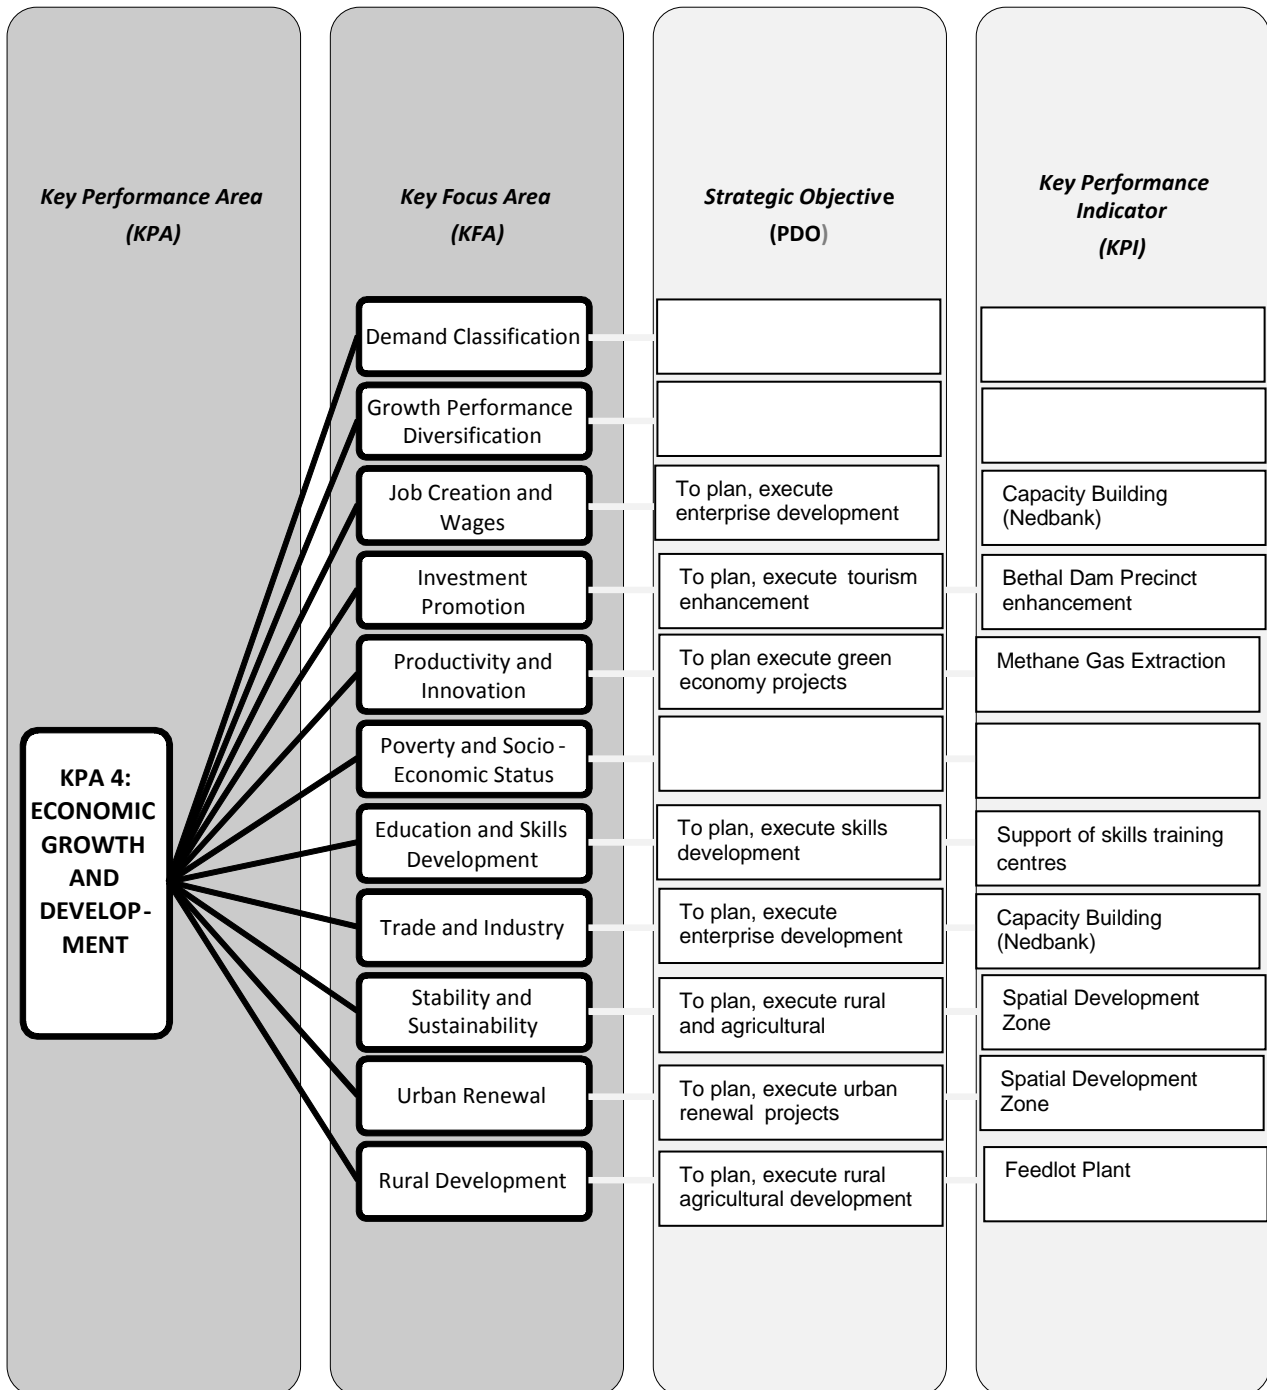 Key Performance Area
(KPA)
Key Focus Area
(KFA)
Strategic Objective
(PDO)
Key Performance
Indicator
(KPI)
KPA 4:
ECONOMIC
GROWTH
AND
DEVELOP-
MENT
Demand Classification
Growth Performance
Diversification
Job Creation and
Wages
To plan, execute
enterprise development
Capacity Building
(Nedbank)
Investment
Promotion
To plan, execute tourism
enhancement
Bethal Dam Precinct
enhancement
Productivity and
Innovation
To plan execute green
economy projects
Methane Gas Extraction
Poverty and Socio-
Economic Status
Education and Skills
Development
To plan, execute skills
development
Support of skills training
centres
Trade and Industry
To plan, execute
enterprise development
Capacity Building
(Nedbank)
Stability and
Sustainability
To plan, execute rural
and agricultural
Spatial Development
Zone
Urban Renewal
To plan, execute urban
renewal projects
Spatial Development
Zone
Rural Development
To plan, execute rural
agricultural development
Feedlot Plant